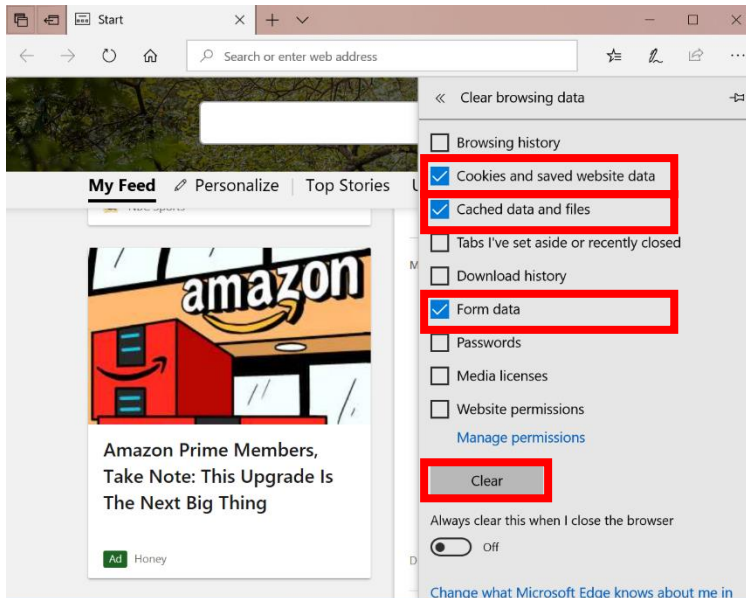 Start
Search or enter web address
Clear browsing data
Browsing history
Cookies and saved website data
Cached data and files
Tabs I've set aside or recently closed
Download history
Form data
Passwords
Media licenses
Website permissions
Manage permissions
Clear
Always clear this when I close the browser
Off
Change what Microsoft Edge knows about me in
My Feed Personalize Top Stories
amazon
Amazon Prime Members,
Take Note: This Upgrade Is
The Next Big Thing
Ad Honey